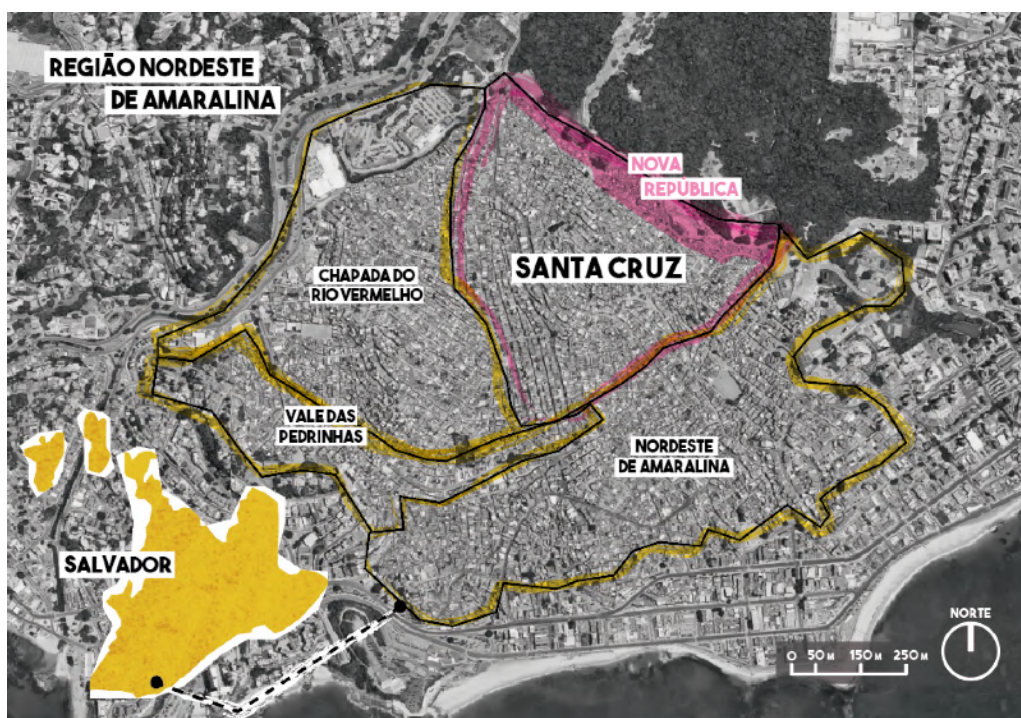 REGIÃO NORDESTE
DE AMARALINA
NOVA
REPÚBLICA
SANTA CRUZ
CHAPADA DO
RIO VERMELHO
VALE DAS
PEDRINHAS
NORDESTE
DE AMARALINA
SALVADOR
NORTE
0 50M 150M 250M